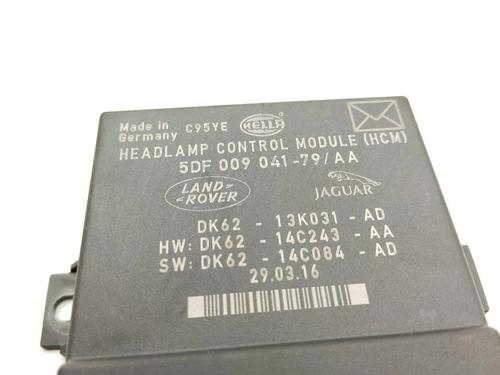 Made in
Germany
C95YE
HELLA
HEADLAMP CONTROL MODULE (HCM)
5DF 009 041-79/AA
LAND-
-ROVER
JAGUAR
DK62 - 13K031 - AD
HW: DK62 - 14C243 - AA
SW: DK62 - 14C084 - AD
29.03.16